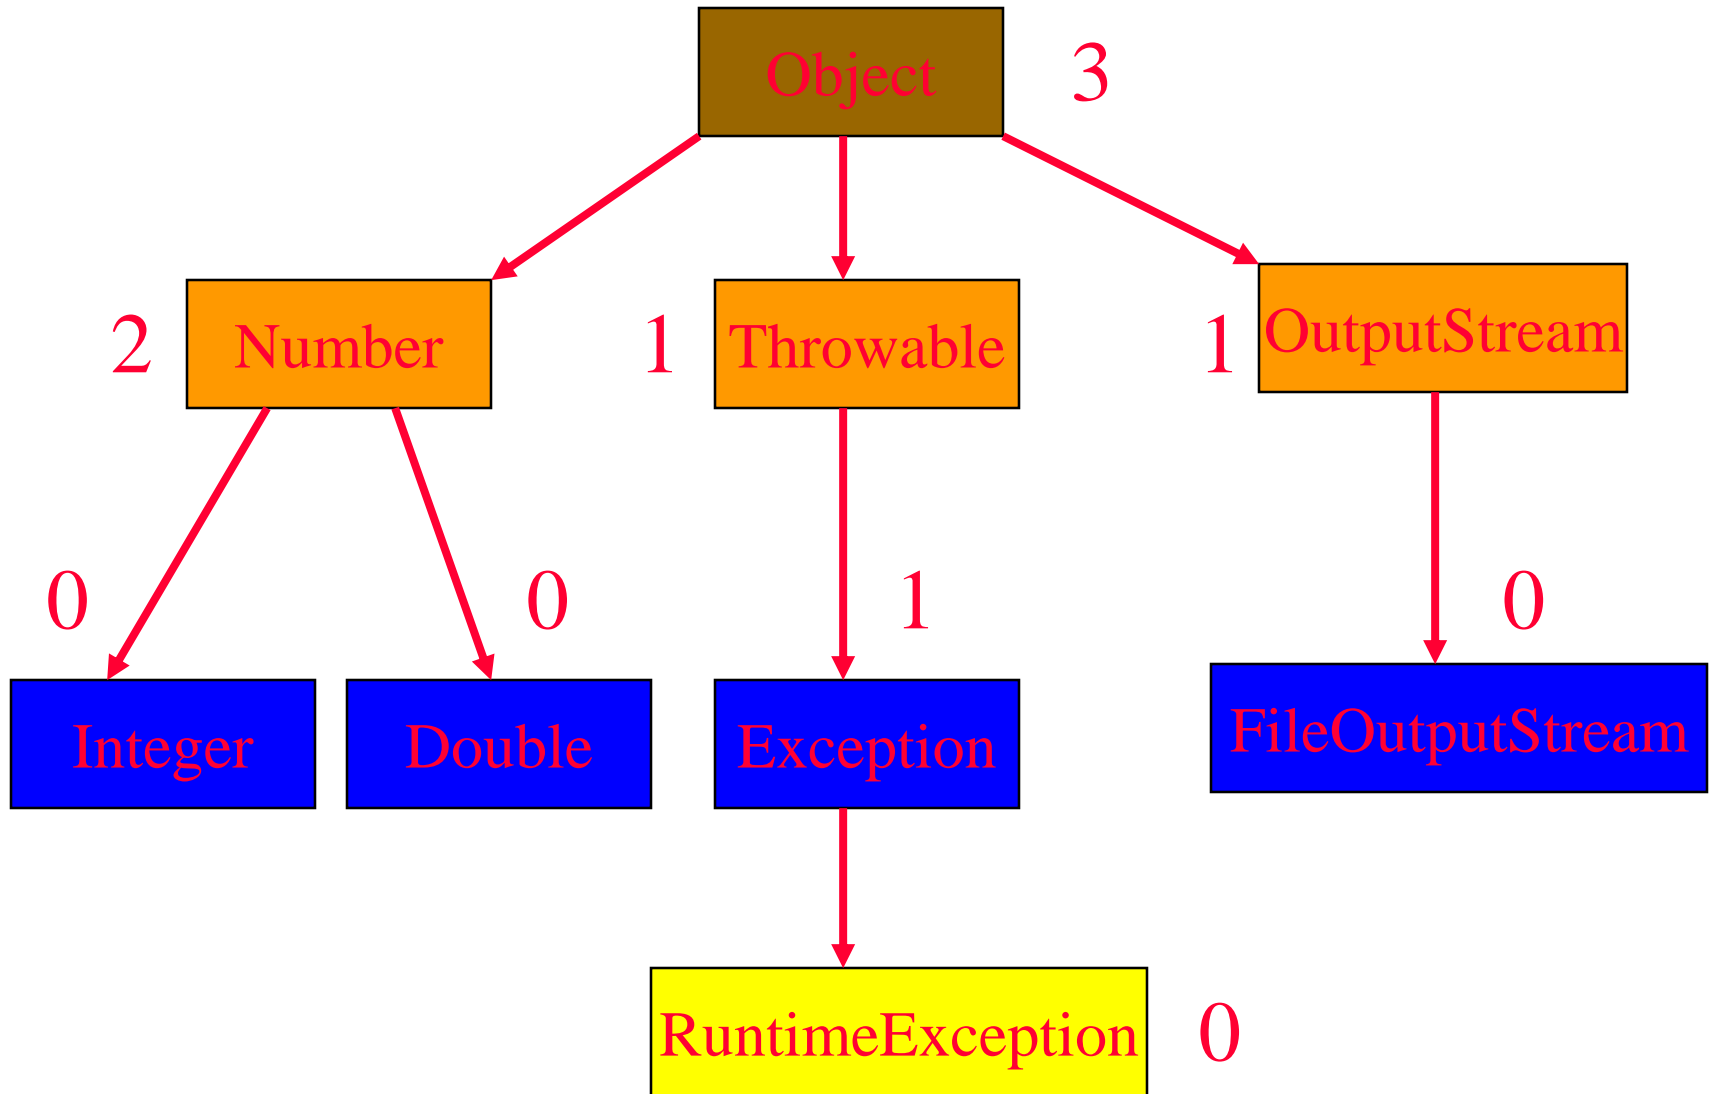 Object 3
2 Number 1 Throwable 1 OutputStream
0 0 1 0
Integer Double Exception FileOutputStream
RuntimeException 0